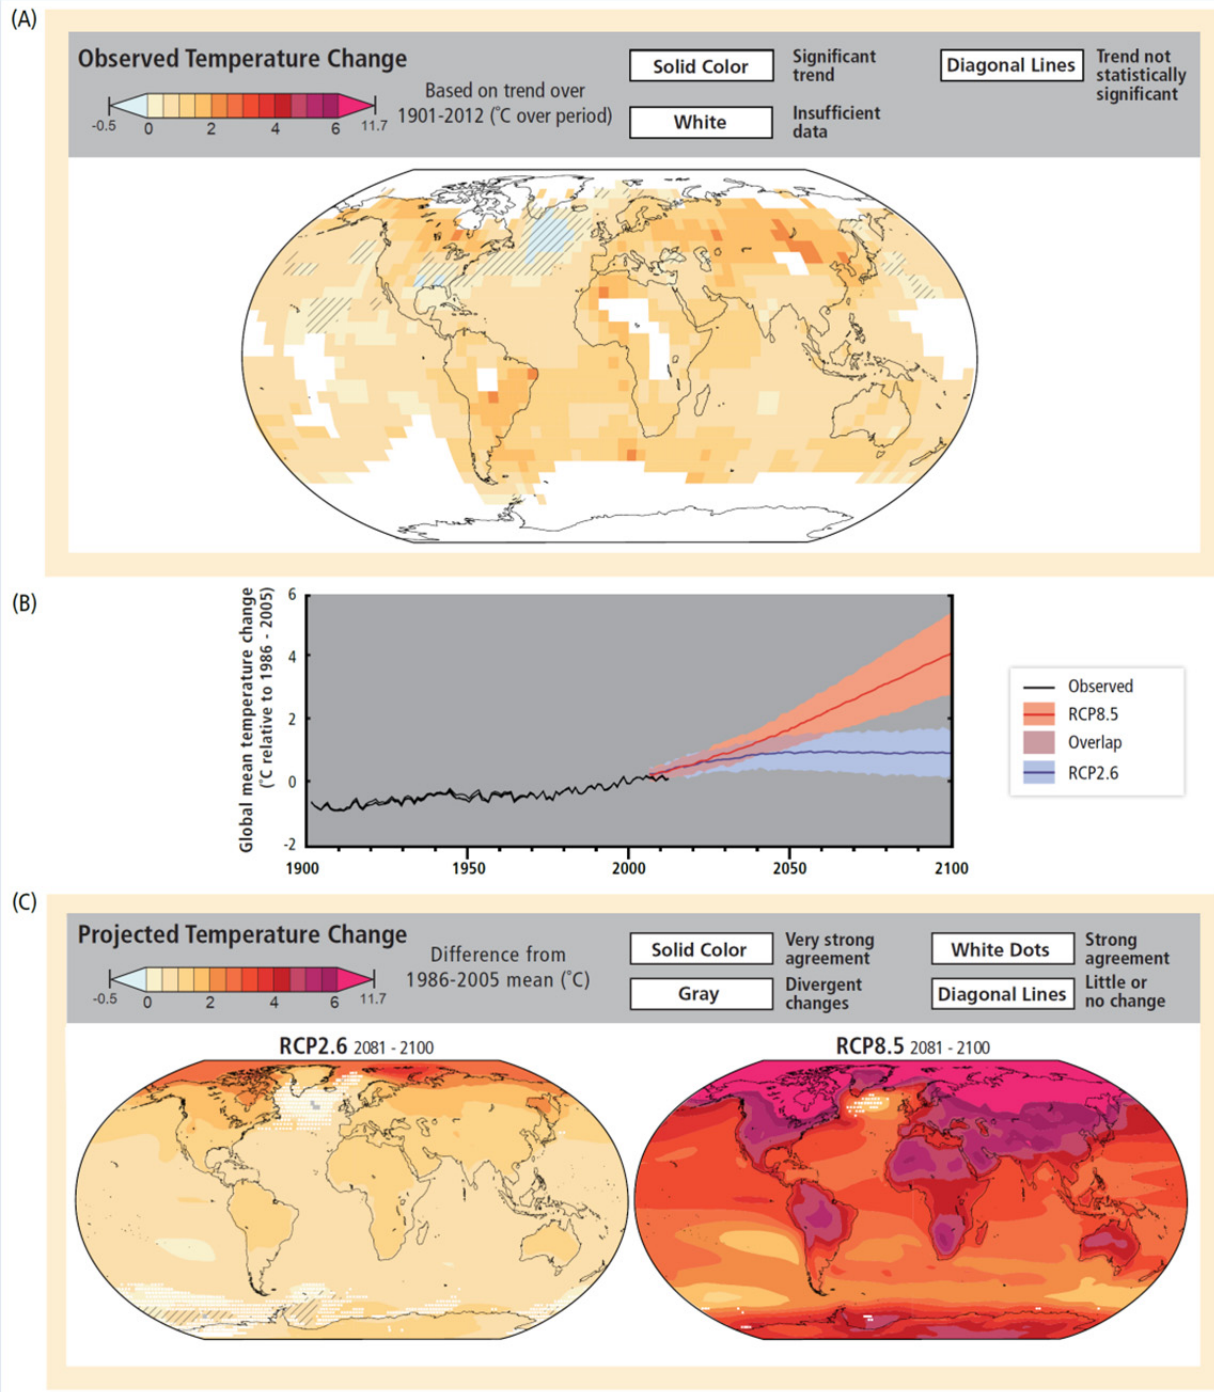 (A)
Observed Temperature Change
Based on trend over
1901-2012 (˚C over period)
-0.5 0 2 4 6 11.7
Solid Color
Significant
trend
White
Insufficient
data
Diagonal Lines
Trend not
statistically
significant
(B)
Global mean temperature change
(˚C relative to 1986 - 2005)
6
4
2
0
-2
1900 1950 2000 2050 2100
Observed
RCP8.5
Overlap
RCP2.6
(C)
Projected Temperature Change
Difference from
1986-2005 mean (˚C)
-0.5 0 2 4 6 11.7
Solid Color
Very strong
agreement
Gray
Divergent
changes
White Dots
Strong
agreement
Diagonal Lines
Little or
no change
RCP2.6 2081 - 2100
RCP8.5 2081 - 2100